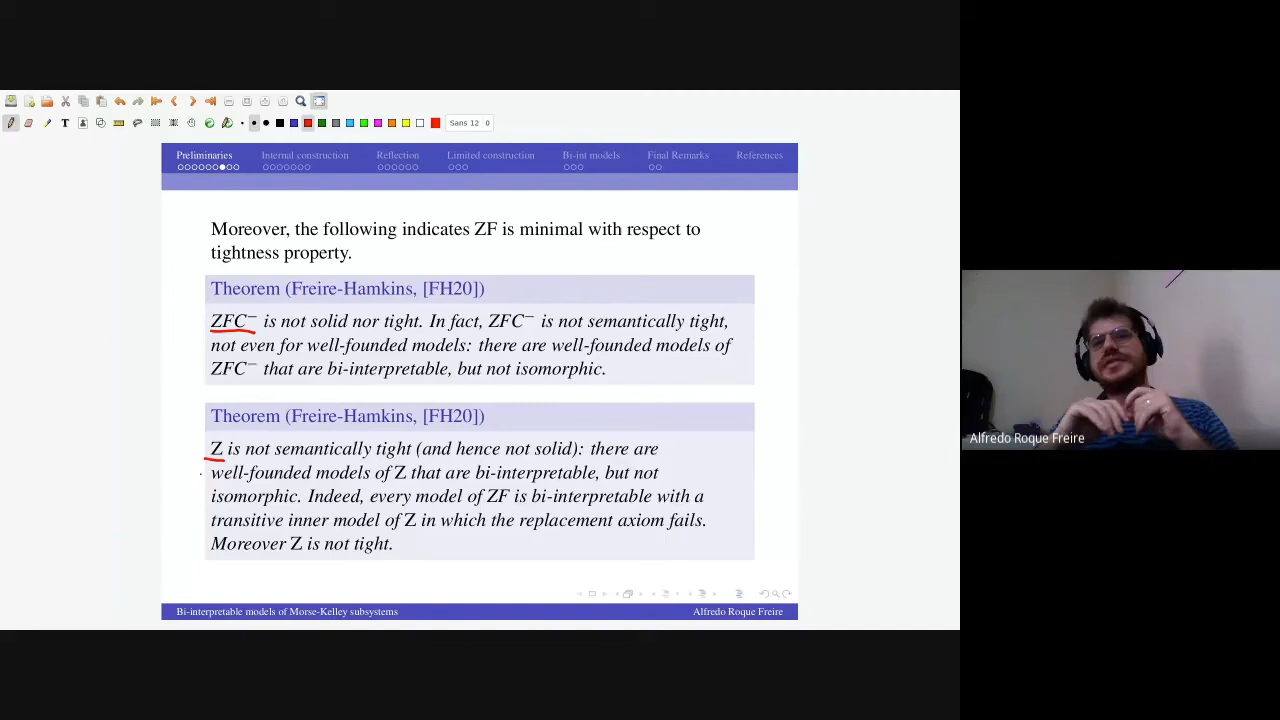 Sans 12 0
Preliminaries Internal construction Reflection Limited construction Bi-int models Final Remarks References
Moreover, the following indicates ZF is minimal with respect to
tightness property.
Theorem (Freire-Hamkins, [FH20])
ZFC⁻ is not solid nor tight. In fact, ZFC⁻ is not semantically tight,
not even for well-founded models: there are well-founded models of
ZFC⁻ that are bi-interpretable, but not isomorphic.
Theorem (Freire-Hamkins, [FH20])
Z is not semantically tight (and hence not solid): there are
well-founded models of Z that are bi-interpretable, but not
isomorphic. Indeed, every model of ZF is bi-interpretable with a
transitive inner model of Z in which the replacement axiom fails.
Moreover Z is not tight.
Bi-interpretable models of Morse-Kelley subsystems Alfredo Roque Freire
Alfredo Roque Freire